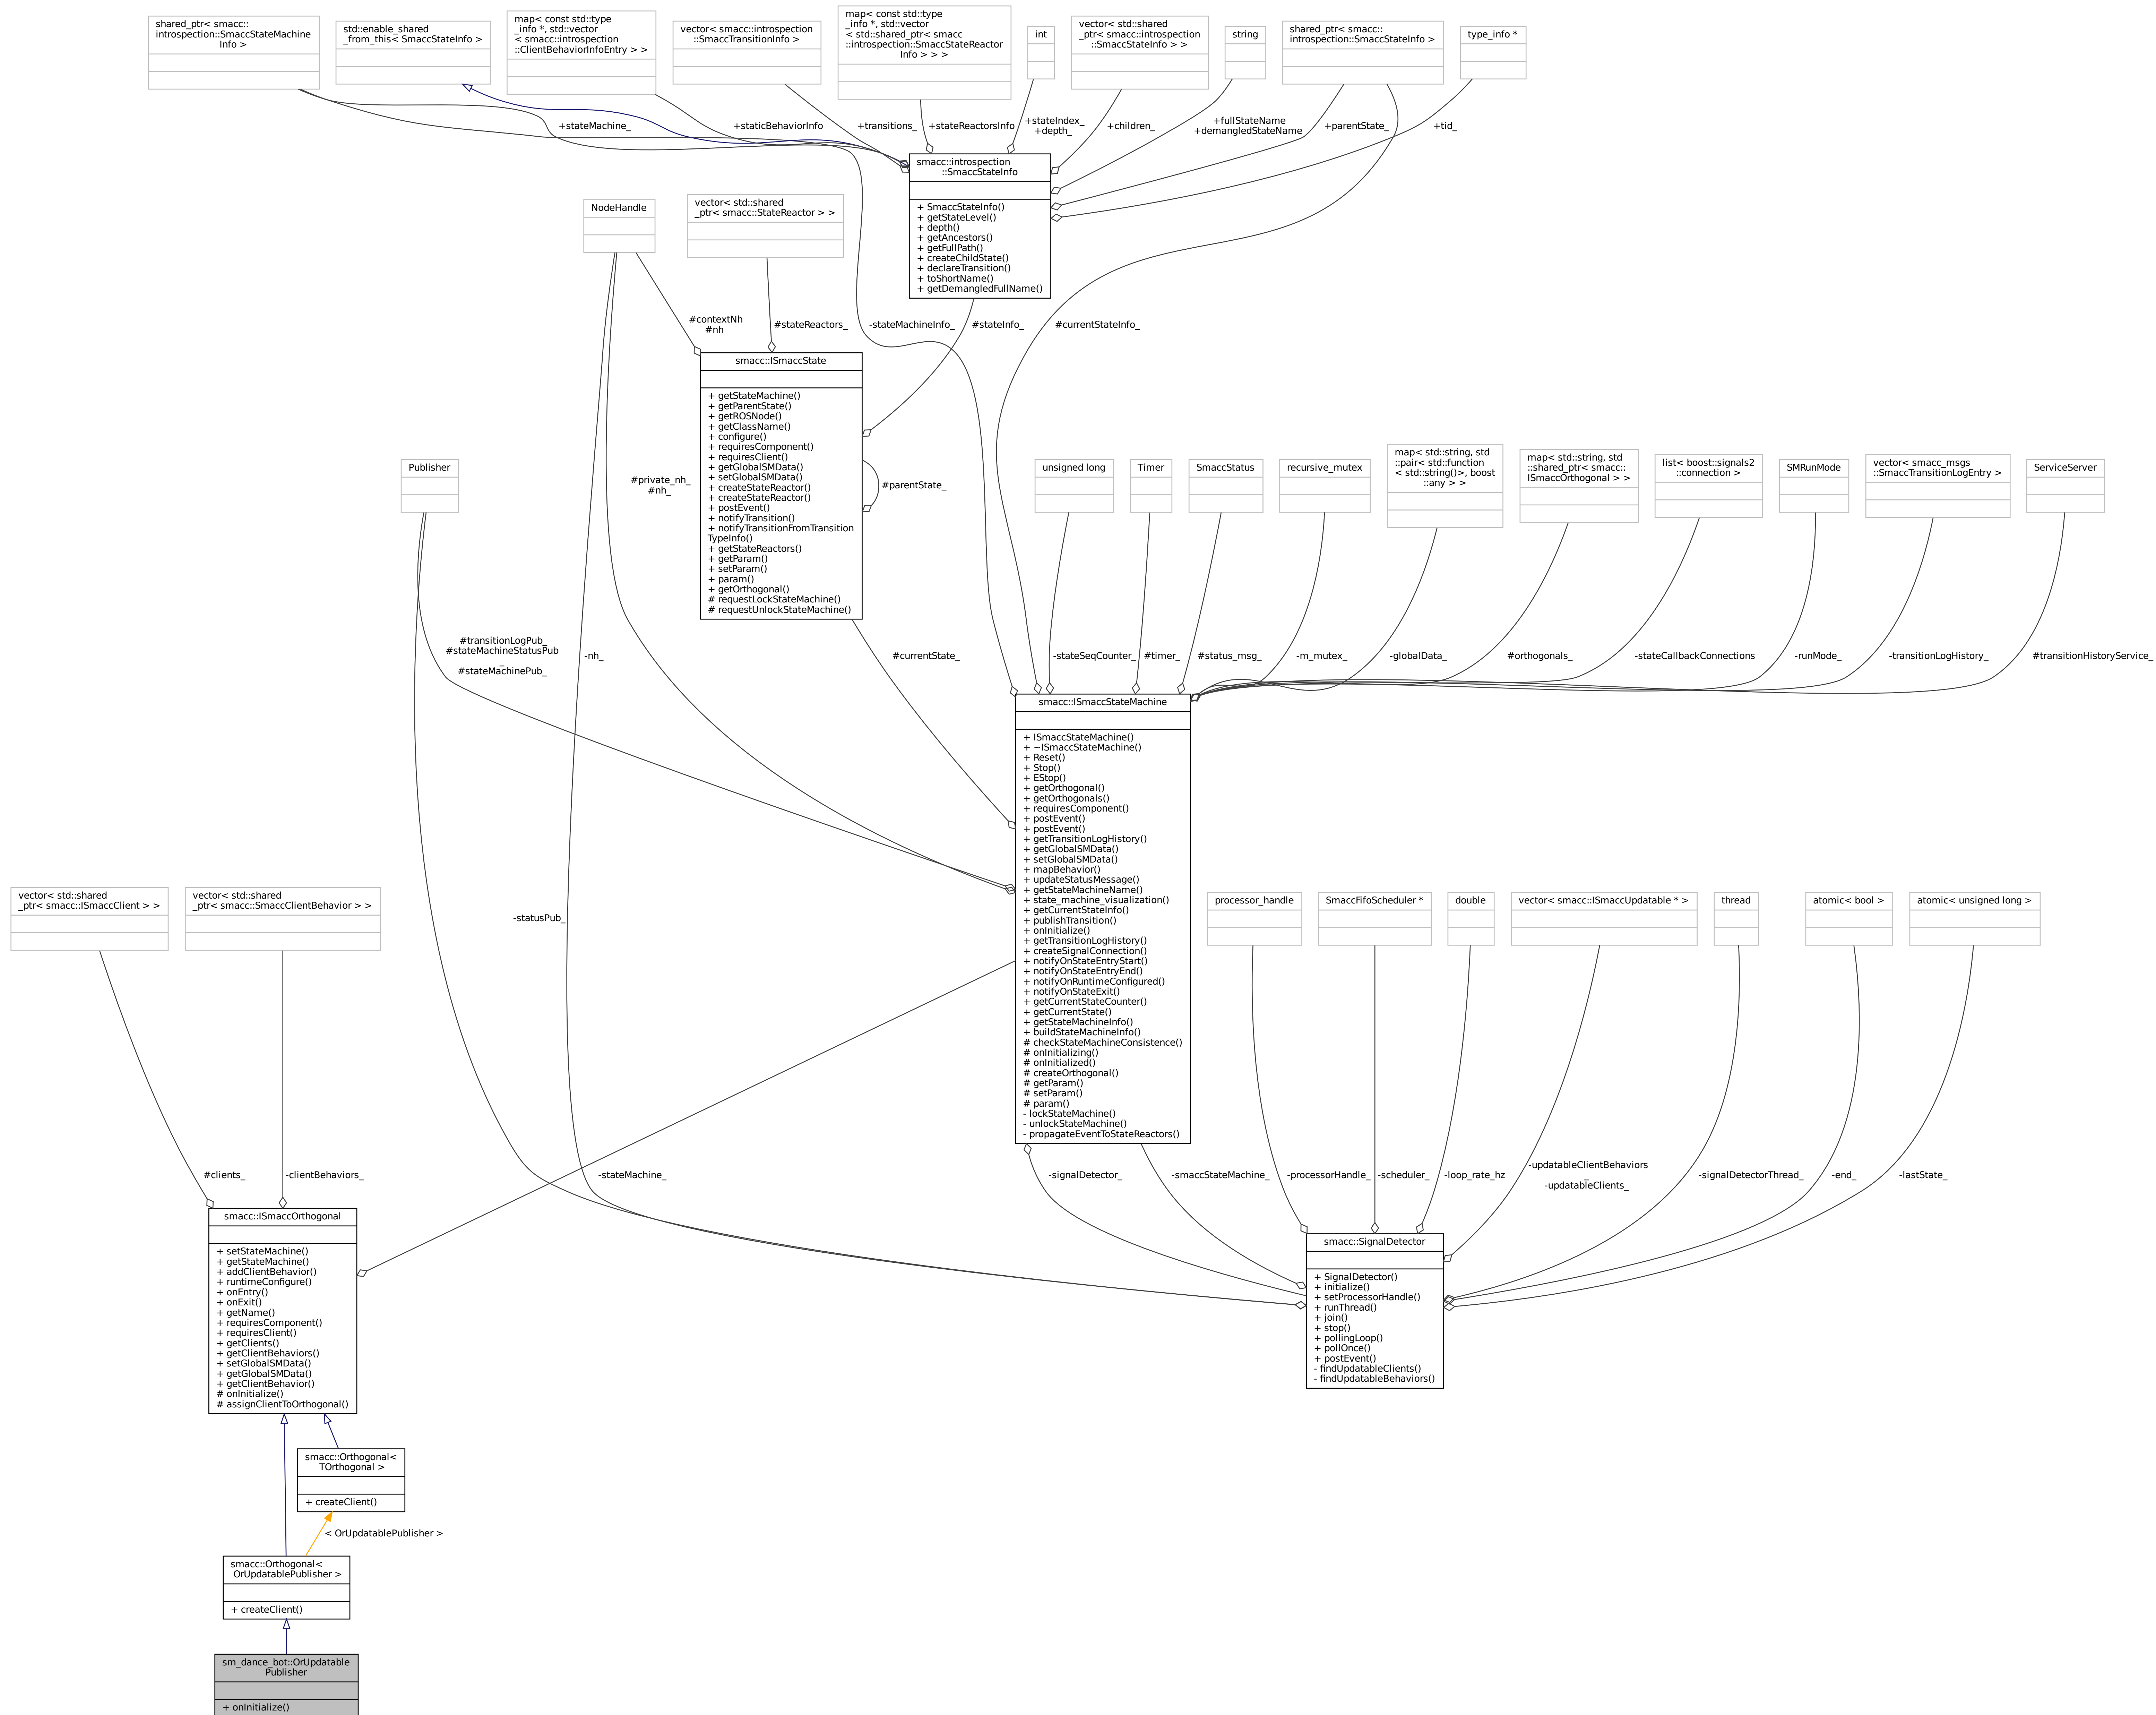 shared_ptr< smacc::
introspection::SmaccStateMachine
Info >
std::enable_shared
_from_this< SmaccStateInfo >
map< const std::type
_info *, std::vector
< smacc::introspection
::ClientBehaviorInfoEntry > >
vector< smacc::introspection
::SmaccTransitionInfo >
map< const std::type
_info *, std::vector
< std::shared_ptr< smacc
::introspection::SmaccStateReactor
Info > > >
int
vector< std::shared
_ptr< smacc::introspection
::SmaccStateInfo > >
string
shared_ptr< smacc::
introspection::SmaccStateInfo >
type_info *
+stateMachine_
+staticBehaviorInfo
+transitions_
+stateReactorsInfo
+stateIndex_
+depth_
+children_
+fullStateName
+demangledStateName
+parentState_
+tid_
smacc::introspection
::SmaccStateInfo
+ SmaccStateInfo()
+ getStateLevel()
+ depth()
+ getAncestors()
+ getFullPath()
+ createChildState()
+ declareTransition()
+ toShortName()
+ getDemangledFullName()
NodeHandle
vector< std::shared
_ptr< smacc::StateReactor > >
#contextNh
#nh
#stateReactors_
-stateMachineInfo_
#stateInfo_
#currentStateInfo_
smacc::ISmaccState
+ getStateMachine()
+ getParentState()
+ getROSNode()
+ getClassName()
+ configure()
+ requiresComponent()
+ requiresClient()
+ getGlobalSMData()
+ setGlobalSMData()
+ createStateReactor()
+ createStateReactor()
+ postEvent()
+ notifyTransition()
+ notifyTransitionFromTransition
TypeInfo()
+ getStateReactors()
+ getParam()
+ setParam()
+ param()
+ getOrthogonal()
# requestLockStateMachine()
# requestUnlockStateMachine()
#parentState_
#private_nh_
#nh_
Publisher
unsigned long
Timer
SmaccStatus
recursive_mutex
map< std::string, std
::pair< std::function
< std::string()>, boost
::any > >
map< std::string, std
::shared_ptr< smacc::
ISmaccOrthogonal > >
list< boost::signals2
::connection >
SMRunMode
vector< smacc_msgs
::SmaccTransitionLogEntry >
ServiceServer
#transitionLogPub_
#stateMachineStatusPub
_
#stateMachinePub_
-nh_
#currentState_
-stateSeqCounter_
#timer_
#status_msg_
-m_mutex_
-globalData_
#orthogonals_
-stateCallbackConnections
-runMode_
-transitionLogHistory_
#transitionHistoryService_
smacc::ISmaccStateMachine
+ ISmaccStateMachine()
+ ~ISmaccStateMachine()
+ Reset()
+ Stop()
+ EStop()
+ getOrthogonal()
+ getOrthogonals()
+ requiresComponent()
+ postEvent()
+ postEvent()
+ getTransitionLogHistory()
+ getGlobalSMData()
+ setGlobalSMData()
+ mapBehavior()
+ updateStatusMessage()
+ getStateMachineName()
+ state_machine_visualization()
+ getCurrentStateInfo()
+ publishTransition()
+ onInitialize()
+ getTransitionLogHistory()
+ createSignalConnection()
+ notifyOnStateEntryStart()
+ notifyOnStateEntryEnd()
+ notifyOnRuntimeConfigured()
+ notifyOnStateExit()
+ getCurrentStateCounter()
+ getCurrentState()
+ getStateMachineInfo()
+ buildStateMachineInfo()
# checkStateMachineConsistence()
# onInitializing()
# onInitialized()
# createOrthogonal()
# getParam()
# setParam()
# param()
- lockStateMachine()
- unlockStateMachine()
- propagateEventToStateReactors()
vector< std::shared
_ptr< smacc::ISmaccClient > >
vector< std::shared
_ptr< smacc::SmaccClientBehavior > >
-statusPub_
processor_handle
SmaccFifoScheduler *
double
vector< smacc::ISmaccUpdatable * >
thread
atomic< bool >
atomic< unsigned long >
#clients_
-clientBehaviors_
-stateMachine_
-signalDetector_
-smaccStateMachine_
-processorHandle_
-scheduler_
-loop_rate_hz
-updatableClientBehaviors
_
-updatableClients_
-signalDetectorThread_
-end_
-lastState_
smacc::ISmaccOrthogonal
+ setStateMachine()
+ getStateMachine()
+ addClientBehavior()
+ runtimeConfigure()
+ onEntry()
+ onExit()
+ getName()
+ requiresComponent()
+ requiresClient()
+ getClients()
+ getClientBehaviors()
+ setGlobalSMData()
+ getGlobalSMData()
+ getClientBehavior()
# onInitialize()
# assignClientToOrthogonal()
smacc::SignalDetector
+ SignalDetector()
+ initialize()
+ setProcessorHandle()
+ runThread()
+ join()
+ stop()
+ pollingLoop()
+ pollOnce()
+ postEvent()
- findUpdatableClients()
- findUpdatableBehaviors()
smacc::Orthogonal<
TOrthogonal >
+ createClient()
< OrUpdatablePublisher >
smacc::Orthogonal<
OrUpdatablePublisher >
+ createClient()
sm_dance_bot::OrUpdatable
Publisher
+ onInitialize()